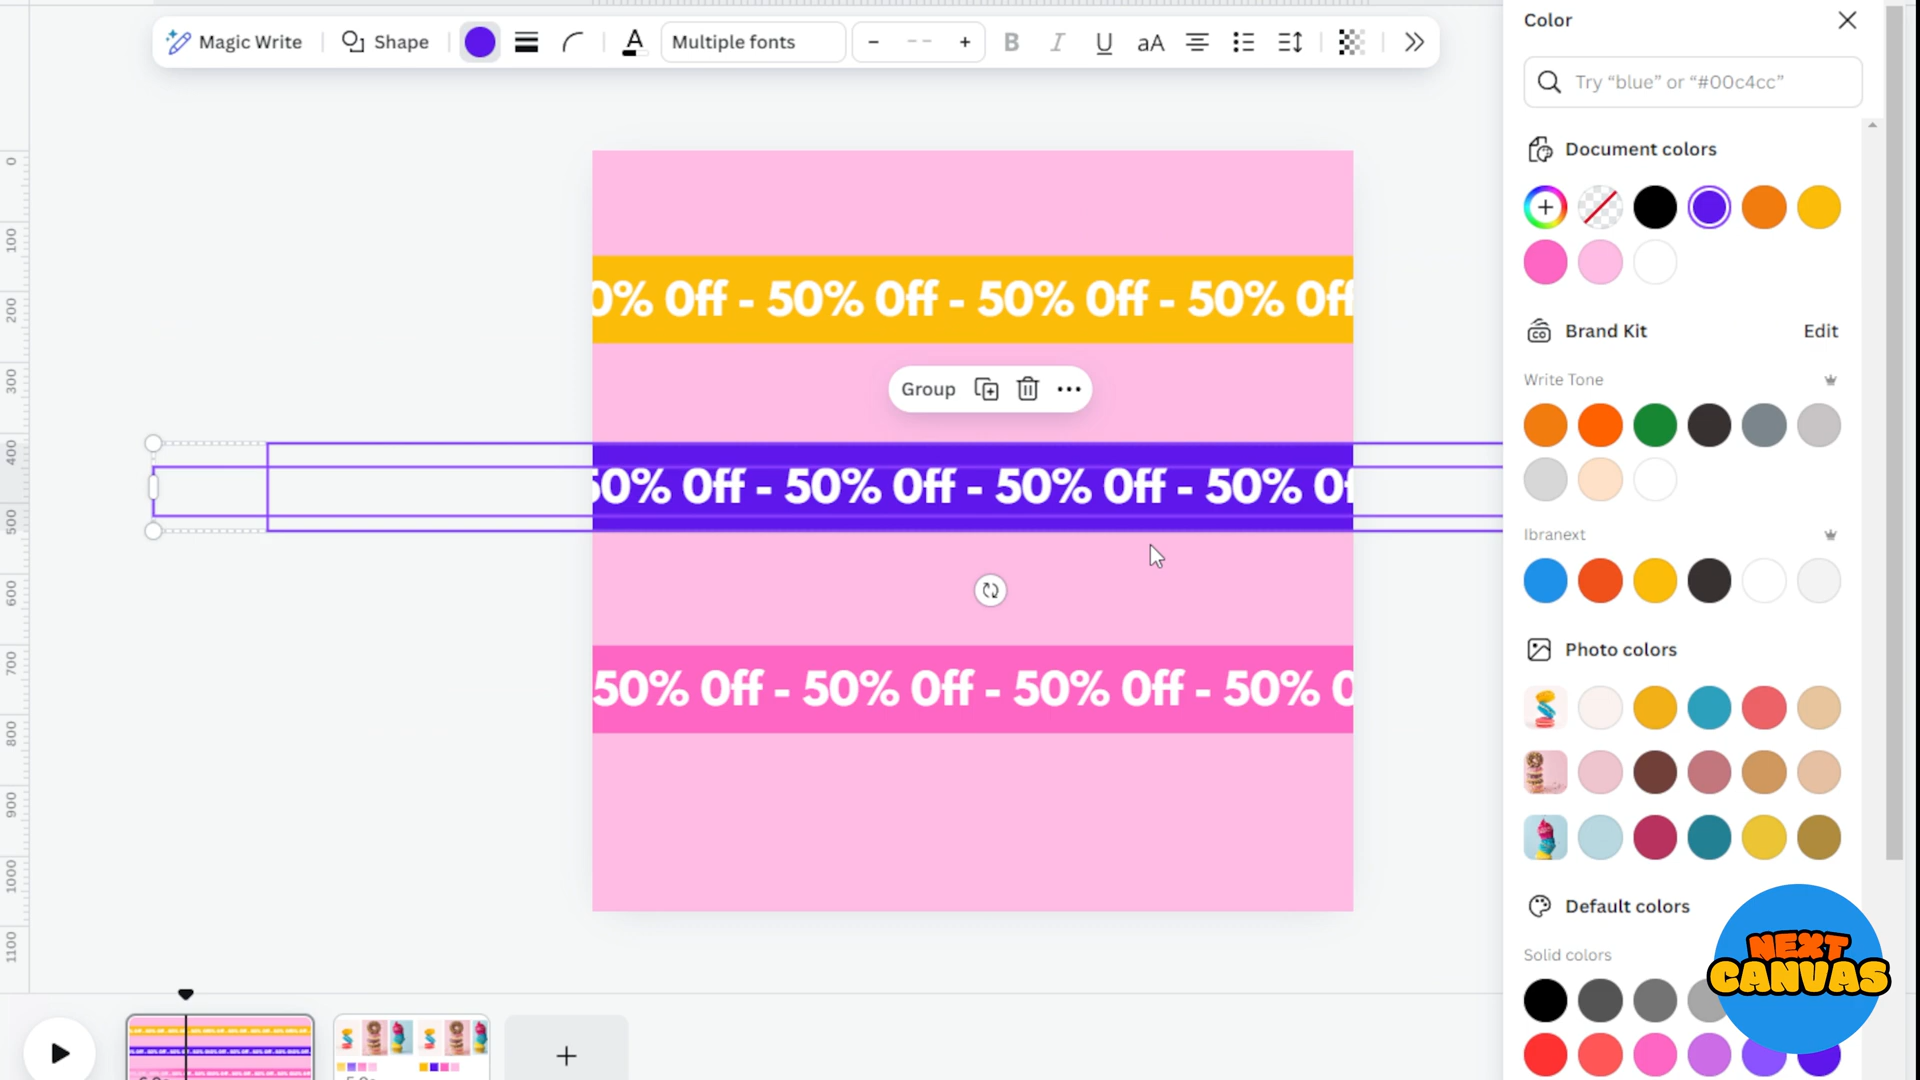 Magic Write
Shape
Multiple fonts
aA
Color
Try “blue” or “#00c4cc”
Document colors
0% Off - 50% Off - 50% Off - 50% Off
Brand Kit
Edit
Write Tone
Group
50% Off - 50% Off - 50% Off - 50% Of
Ibranext
Photo colors
50% Off - 50% Off - 50% Off - 50% O
Default colors
Solid colors
NEXT
CANVAS
0
100
200
300
400
500
600
700
800
900
1000
1100